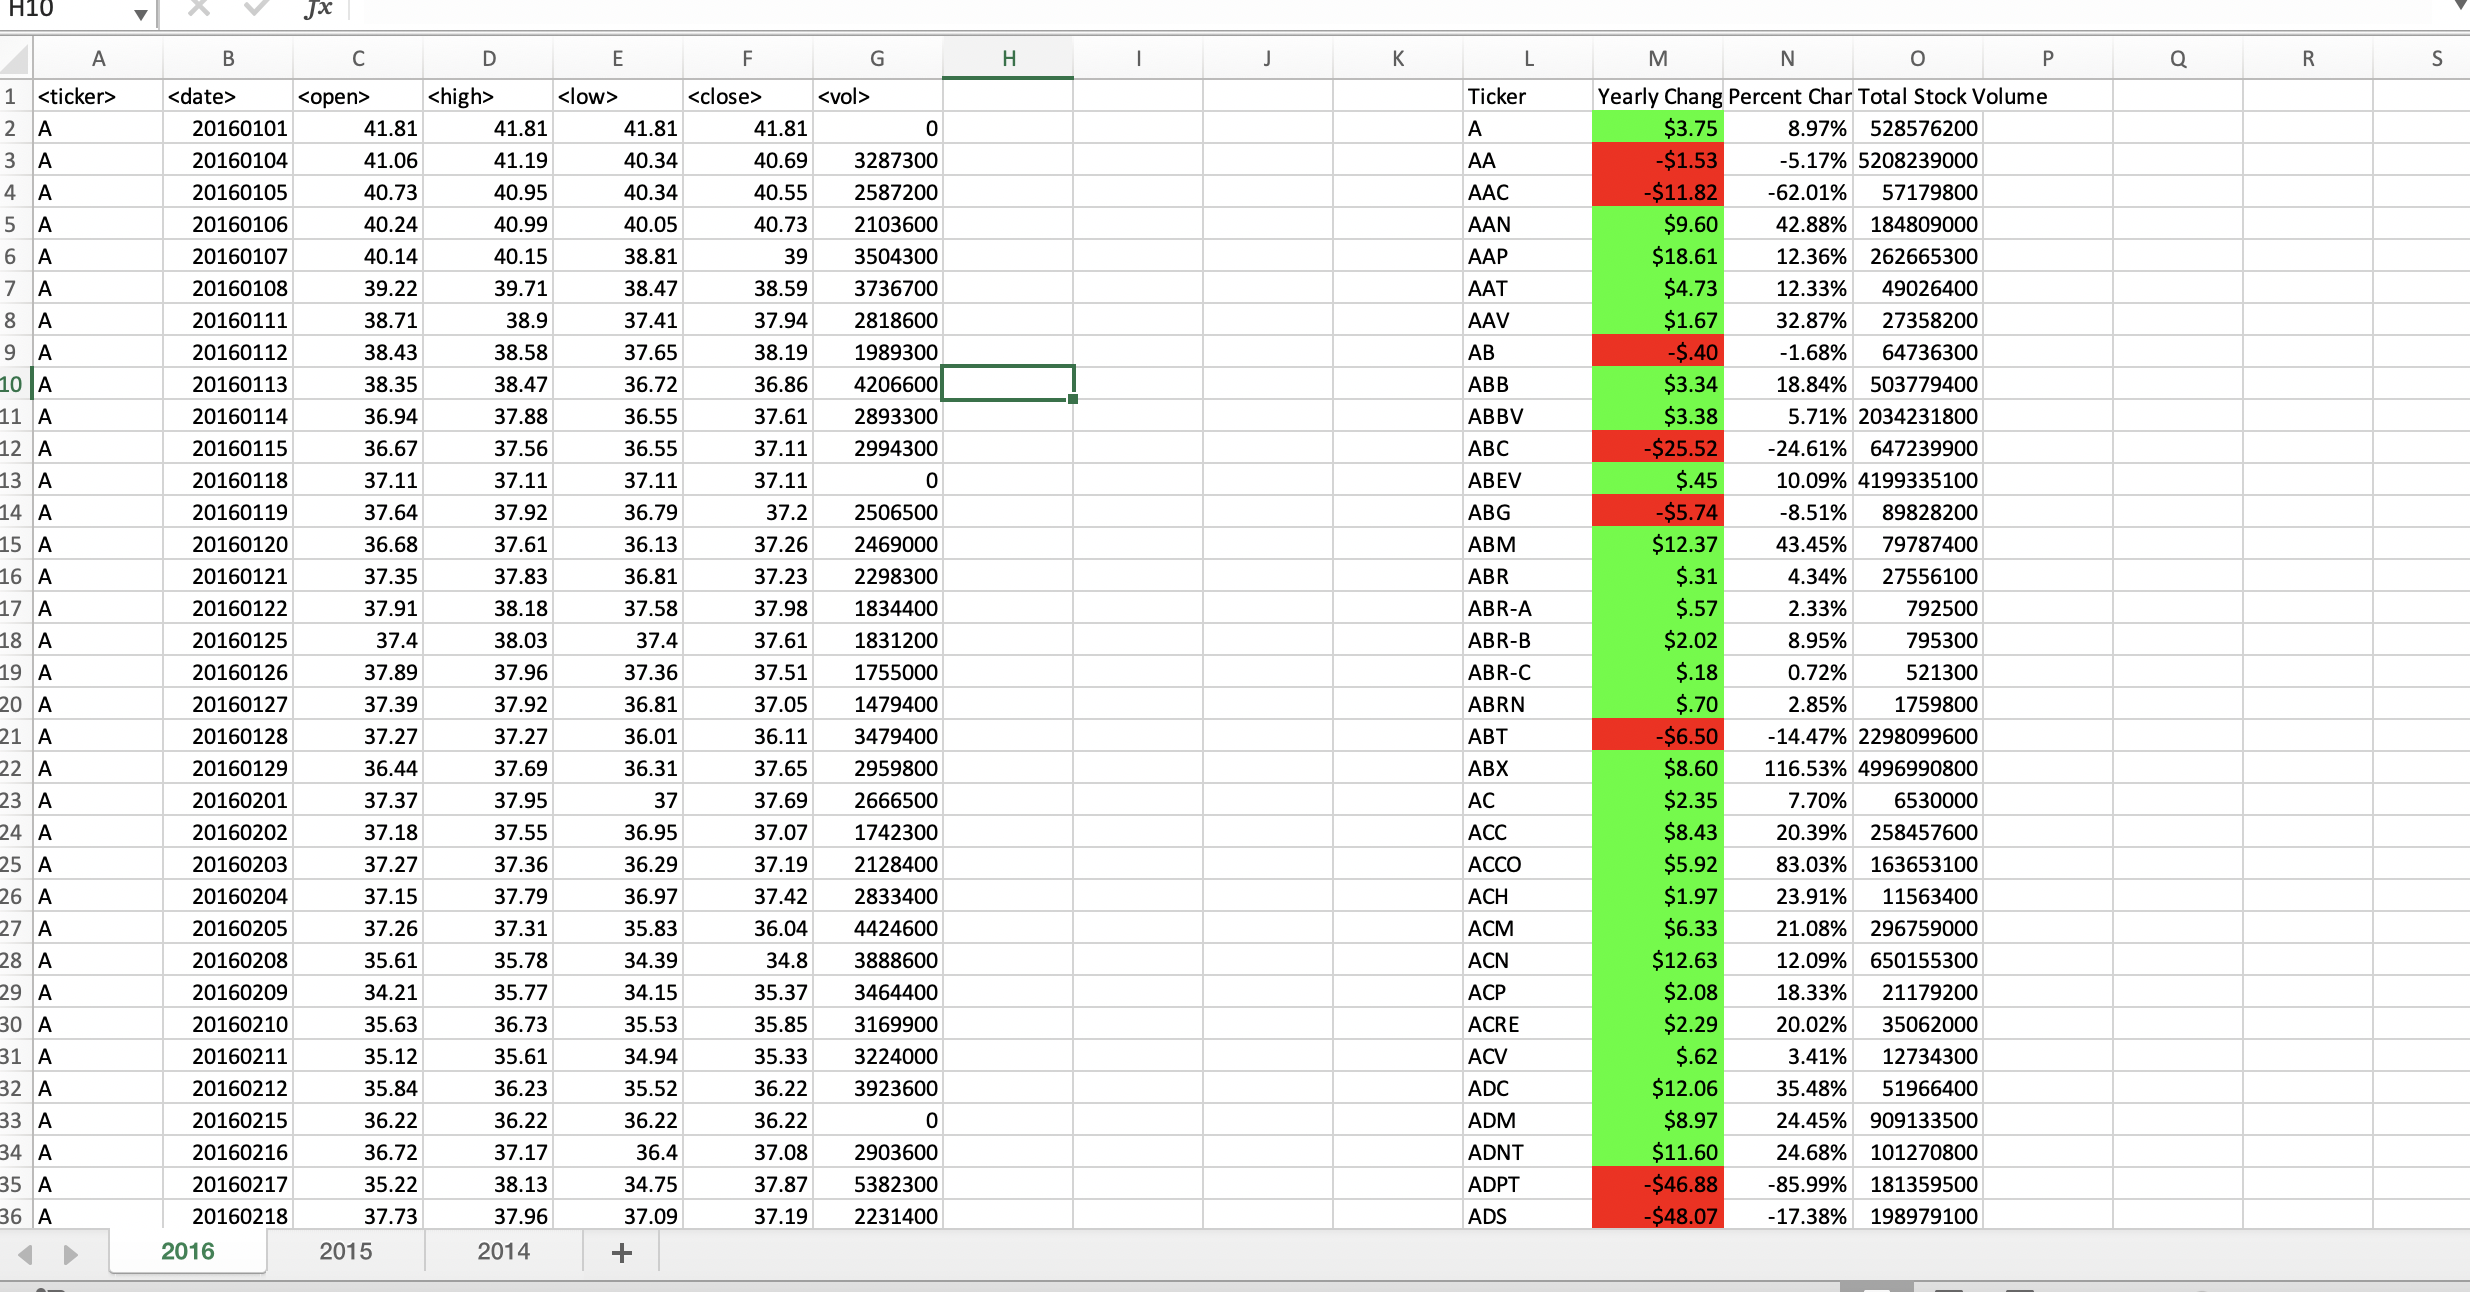 H10 fx
A B C D E F G H I J K L M N O P Q R S
1 <ticker> <date> <open> <high> <low> <close> <vol> Ticker Yearly Chang Percent Char Total Stock Volume
2 A 20160101 41.81 41.81 41.81 41.81 0 A $3.75 8.97% 528576200
3 A 20160104 41.06 41.19 40.34 40.69 3287300 AA -$1.53 -5.17% 5208239000
4 A 20160105 40.73 40.95 40.34 40.55 2587200 AAC -$11.82 -62.01% 57179800
5 A 20160106 40.24 40.99 40.05 40.73 2103600 AAN $9.60 42.88% 184809000
6 A 20160107 40.14 40.15 38.81 39 3504300 AAP $18.61 12.36% 262665300
7 A 20160108 39.22 39.71 38.47 38.59 3736700 AAT $4.73 12.33% 49026400
8 A 20160111 38.71 38.9 37.41 37.94 2818600 AAV $1.67 32.87% 27358200
9 A 20160112 38.43 38.58 37.65 38.19 1989300 AB -$.40 -1.68% 64736300
10 A 20160113 38.35 38.47 36.72 36.86 4206600 ABB $3.34 18.84% 503779400
11 A 20160114 36.94 37.88 36.55 37.61 2893300 ABBV $3.38 5.71% 2034231800
12 A 20160115 36.67 37.56 36.55 37.11 2994300 ABC -$25.52 -24.61% 647239900
13 A 20160118 37.11 37.11 37.11 37.11 0 ABEV $.45 10.09% 4199335100
14 A 20160119 37.64 37.92 36.79 37.2 2506500 ABG -$5.74 -8.51% 89828200
15 A 20160120 36.68 37.61 36.13 37.26 2469000 ABM $12.37 43.45% 79787400
16 A 20160121 37.35 37.83 36.81 37.23 2298300 ABR $.31 4.34% 27556100
17 A 20160122 37.91 38.18 37.58 37.98 1834400 ABR-A $.57 2.33% 792500
18 A 20160125 37.4 38.03 37.4 37.61 1831200 ABR-B $2.02 8.95% 795300
19 A 20160126 37.89 37.96 37.36 37.51 1755000 ABR-C $.18 0.72% 521300
20 A 20160127 37.39 37.92 36.81 37.05 1479400 ABRN $.70 2.85% 1759800
21 A 20160128 37.27 37.27 36.01 36.11 3479400 ABT -$6.50 -14.47% 2298099600
22 A 20160129 36.44 37.69 36.31 37.65 2959800 ABX $8.60 116.53% 4996990800
23 A 20160201 37.37 37.95 37 37.69 2666500 AC $2.35 7.70% 6530000
24 A 20160202 37.18 37.55 36.95 37.07 1742300 ACC $8.43 20.39% 258457600
25 A 20160203 37.27 37.36 36.29 37.19 2128400 ACCO $5.92 83.03% 163653100
26 A 20160204 37.15 37.79 36.97 37.42 2833400 ACH $1.97 23.91% 11563400
27 A 20160205 37.26 37.31 35.83 36.04 4424600 ACM $6.33 21.08% 296759000
28 A 20160208 35.61 35.78 34.39 34.8 3888600 ACN $12.63 12.09% 650155300
29 A 20160209 34.21 35.77 34.15 35.37 3464400 ACP $2.08 18.33% 21179200
30 A 20160210 35.63 36.73 35.53 35.85 3169900 ACRE $2.29 20.02% 35062000
31 A 20160211 35.12 35.61 34.94 35.33 3224000 ACV $.62 3.41% 12734300
32 A 20160212 35.84 36.23 35.52 36.22 3923600 ADC $12.06 35.48% 51966400
33 A 20160215 36.22 36.22 36.22 36.22 0 ADM $8.97 24.45% 909133500
34 A 20160216 36.72 37.17 36.4 37.08 2903600 ADNT $11.60 24.68% 101270800
35 A 20160217 35.22 38.13 34.75 37.87 5382300 ADPT -$46.88 -85.99% 181359500
36 A 20160218 37.73 37.96 37.09 37.19 2231400 ADS -$48.07 -17.38% 198979100
2016 2015 2014 +